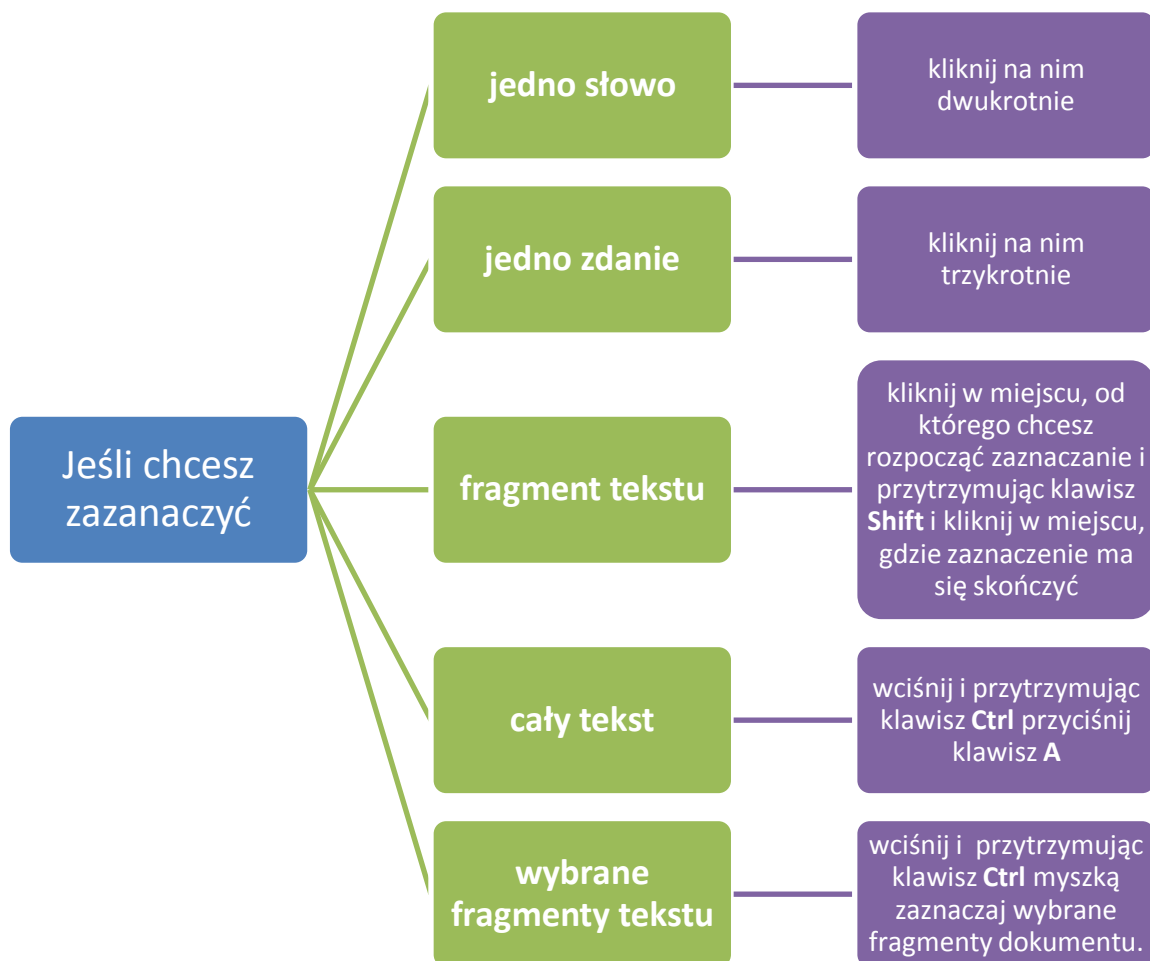 Jeśli chcesz
zazanaczyć
jedno słowo
kliknij na nim
dwukrotnie
jedno zdanie
kliknij na nim
trzykrotnie
fragment tekstu
kliknij w miejscu, od
którego chcesz
rozpocząć zaznaczanie i
przytrzymując klawisz
Shift i kliknij w miejscu,
gdzie zaznaczenie ma
się skończyć
cały tekst
wciśnij i przytrzymując
klawisz Ctrl przyciśnij
klawisz A
wybrane
fragmenty tekstu
wciśnij i  przytrzymując
klawisz Ctrl myszką
zaznaczaj wybrane
fragmenty dokumentu.